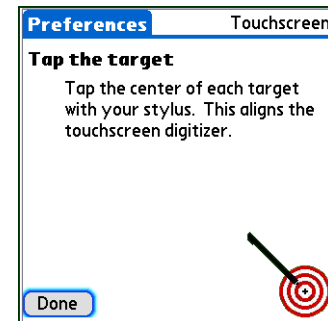 Preferences Touchscreen
Tap the target
Tap the center of each target
with your stylus. This aligns the
touchscreen digitizer.
Done